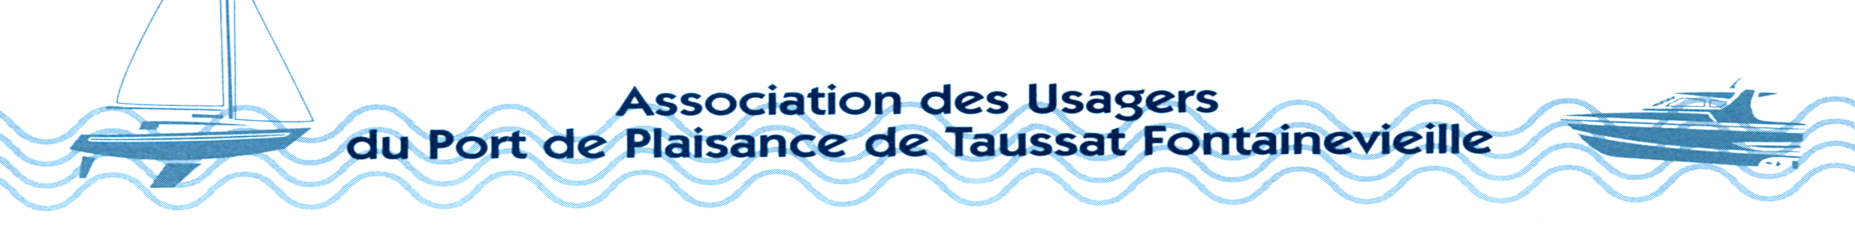 Association des Usagers
du Port de Plaisance de Taussat Fontainevieille